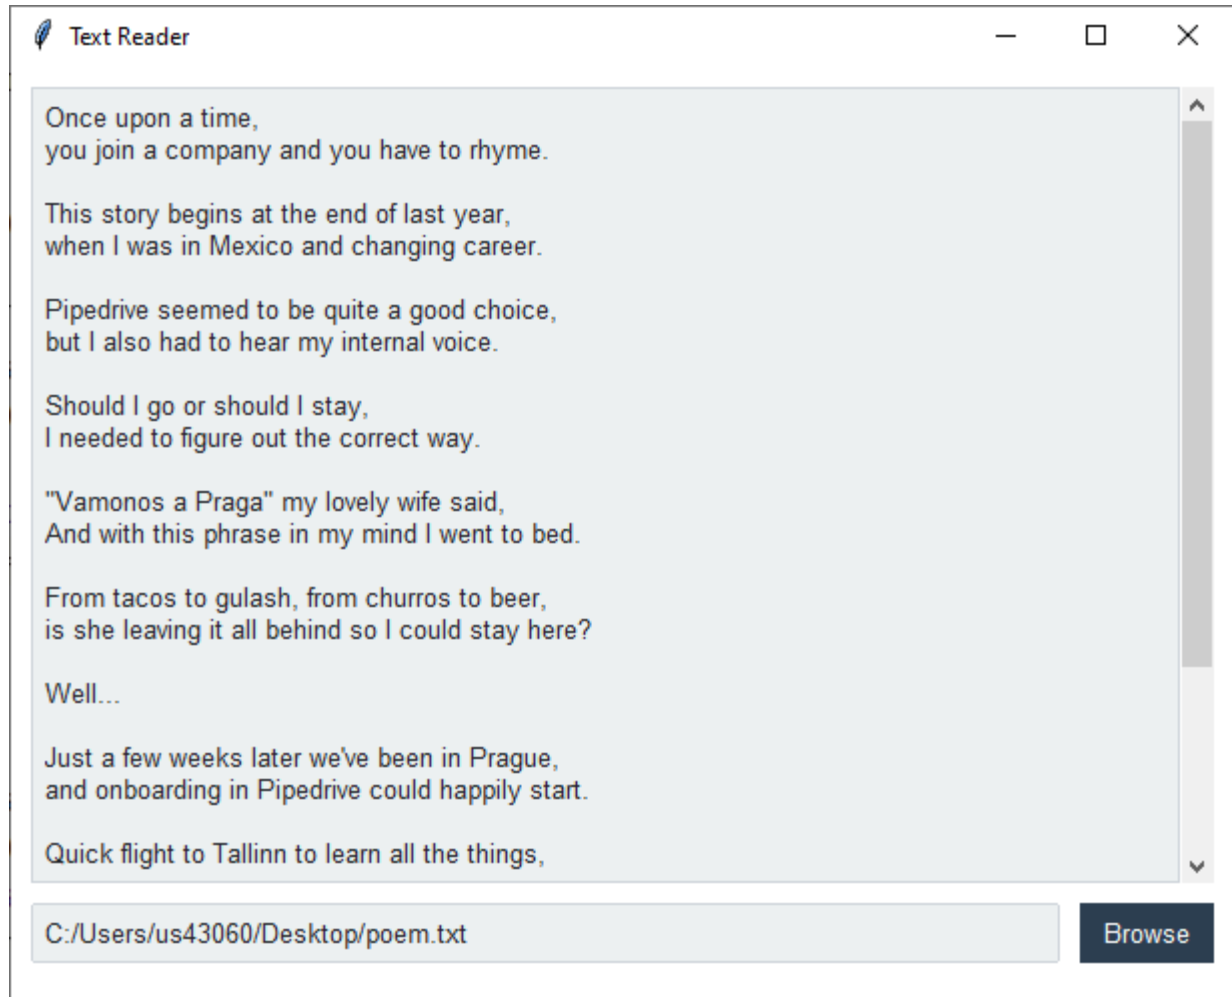 Text Reader
Once upon a time,
you join a company and you have to rhyme.
This story begins at the end of last year,
when I was in Mexico and changing career.
Pipedrive seemed to be quite a good choice,
but I also had to hear my internal voice.
Should I go or should I stay,
I needed to figure out the correct way.
"Vamonos a Praga" my lovely wife said,
And with this phrase in my mind I went to bed.
From tacos to gulash, from churros to beer,
is she leaving it all behind so I could stay here?
Well...
Just a few weeks later we've been in Prague,
and onboarding in Pipedrive could happily start.
Quick flight to Tallinn to learn all the things,
C:/Users/us43060/Desktop/poem.txt
Browse